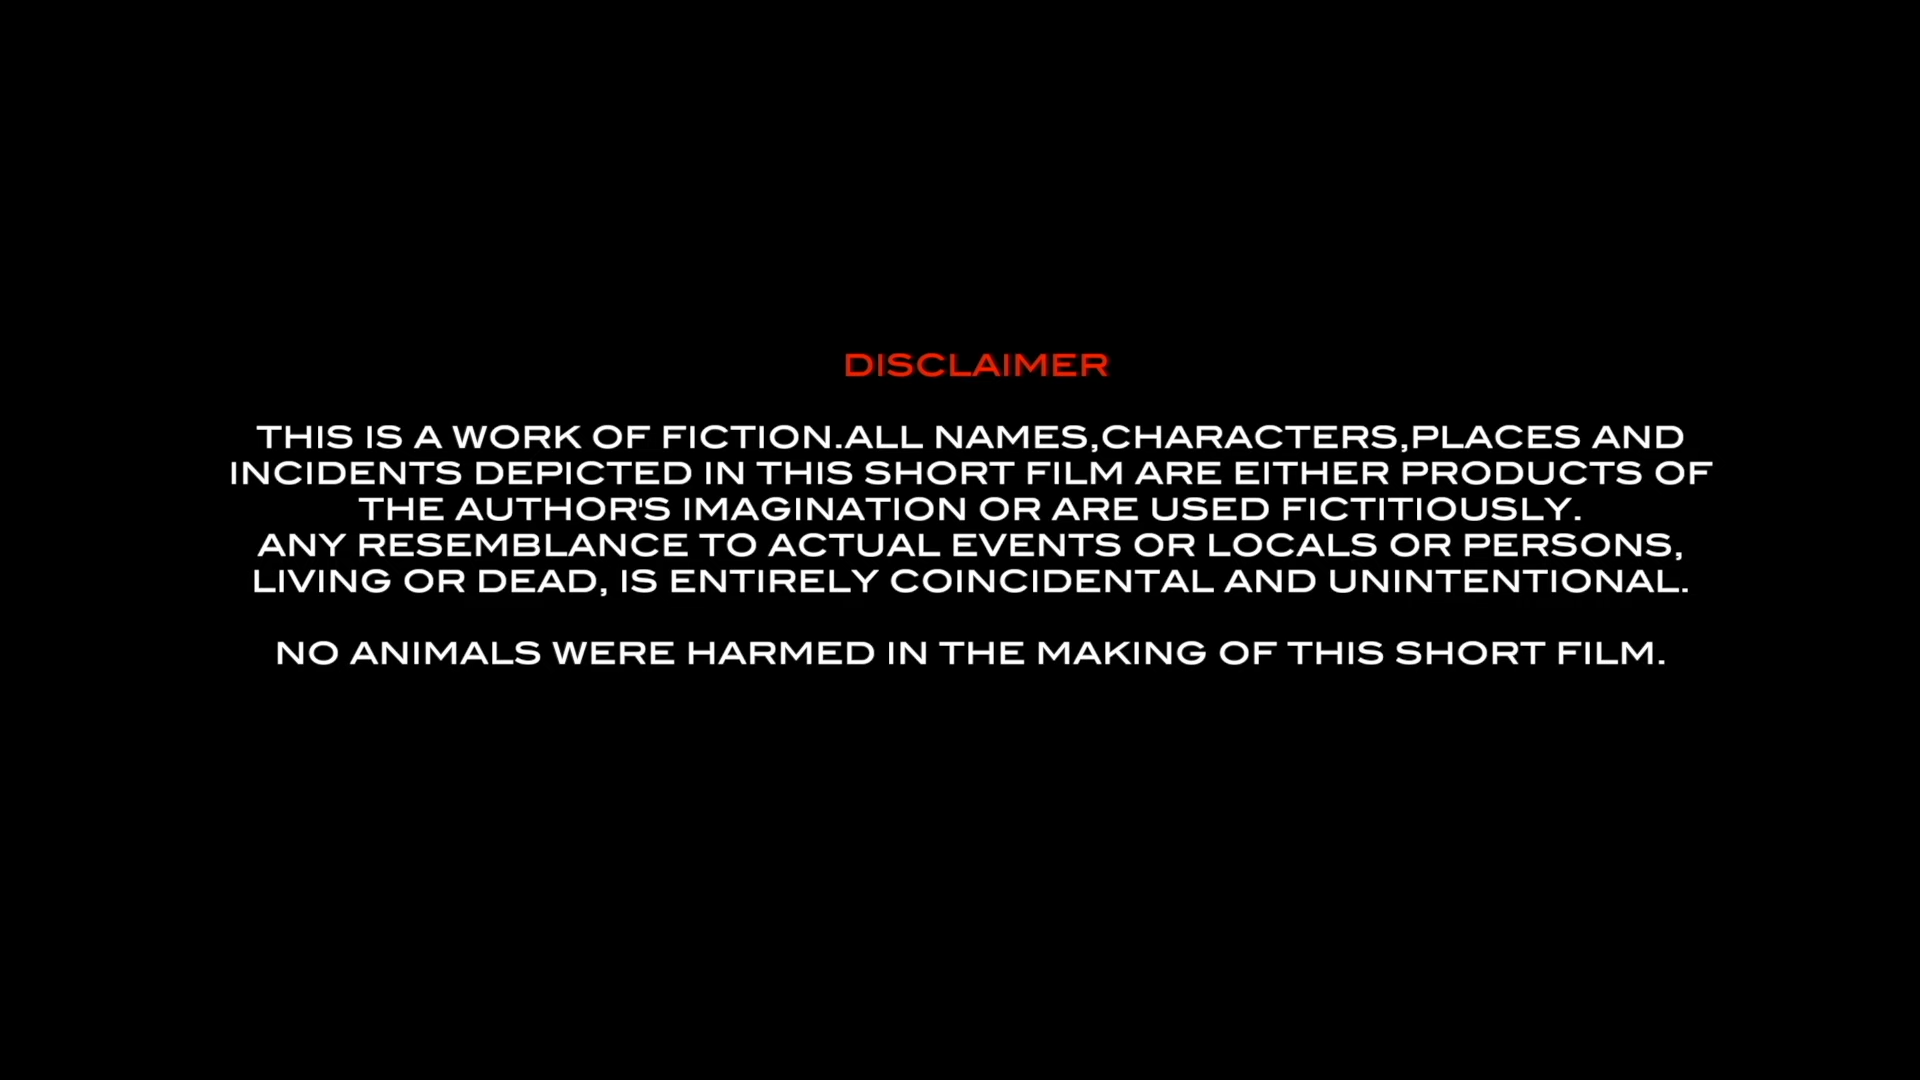 DISCLAIMER
THIS IS A WORK OF FICTION.ALL NAMES,CHARACTERS,PLACES AND
INCIDENTS DEPICTED IN THIS SHORT FILM ARE EITHER PRODUCTS OF
THE AUTHOR'S IMAGINATION OR ARE USED FICTITIOUSLY.
ANY RESEMBLANCE TO ACTUAL EVENTS OR LOCALS OR PERSONS,
LIVING OR DEAD, IS ENTIRELY COINCIDENTAL AND UNINTENTIONAL.
NO ANIMALS WERE HARMED IN THE MAKING OF THIS SHORT FILM.